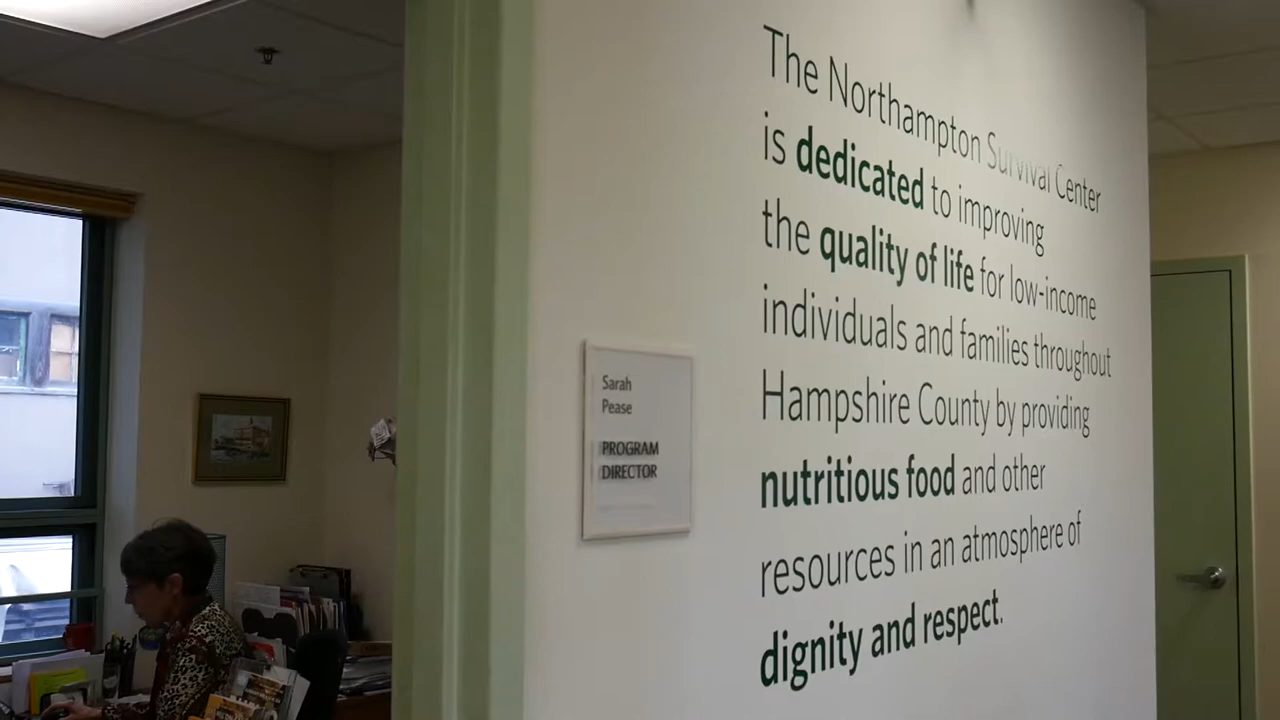 The Northampton Survival Center
is dedicated to improving
the quality of life for low-income
individuals and families throughout
Hampshire County by providing
nutritious food and other
resources in an atmosphere of
dignity and respect.
Sarah
Pease
PROGRAM
DIRECTOR